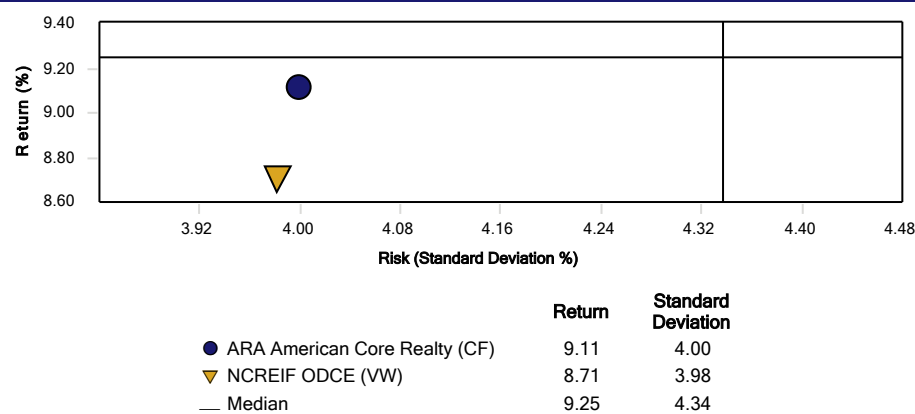 9.40
9.20
9.00
8.80
8.60
Return (%)
3.92 4.00 4.08 4.16 4.24 4.32 4.40 4.48
Risk (Standard Deviation %)
Return Standard Deviation
ARA American Core Realty (CF) 9.11 4.00
NCREIF ODCE (VW) 8.71 3.98
Median 9.25 4.34